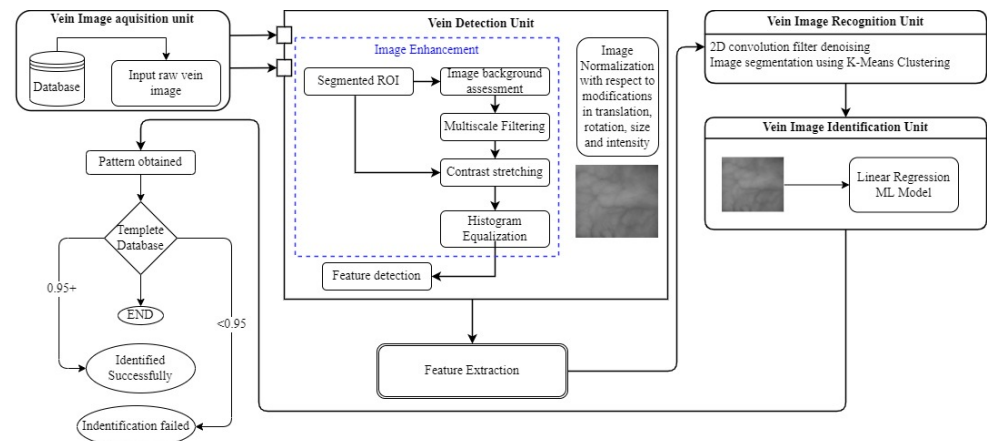 Vein Image aquisition unit
Database
Input raw vein
image
Vein Detection Unit
Image Enhancement
Segmented ROI
Image background
assessment
Multiscale Filtering
Contrast stretching
Histogram
Equalization
Feature detection
Image
Normalization
with respect to
modifications
in translation,
rotation, size
and intensity
Feature Extraction
Vein Image Recognition Unit
2D convolution filter denoising
Image segmentation using K-Means Clustering
Vein Image Identification Unit
Linear Regression
ML Model
Pattern obtained
Templete
Database
0.95+
<0.95
END
Identified
Successfully
Indentification failed